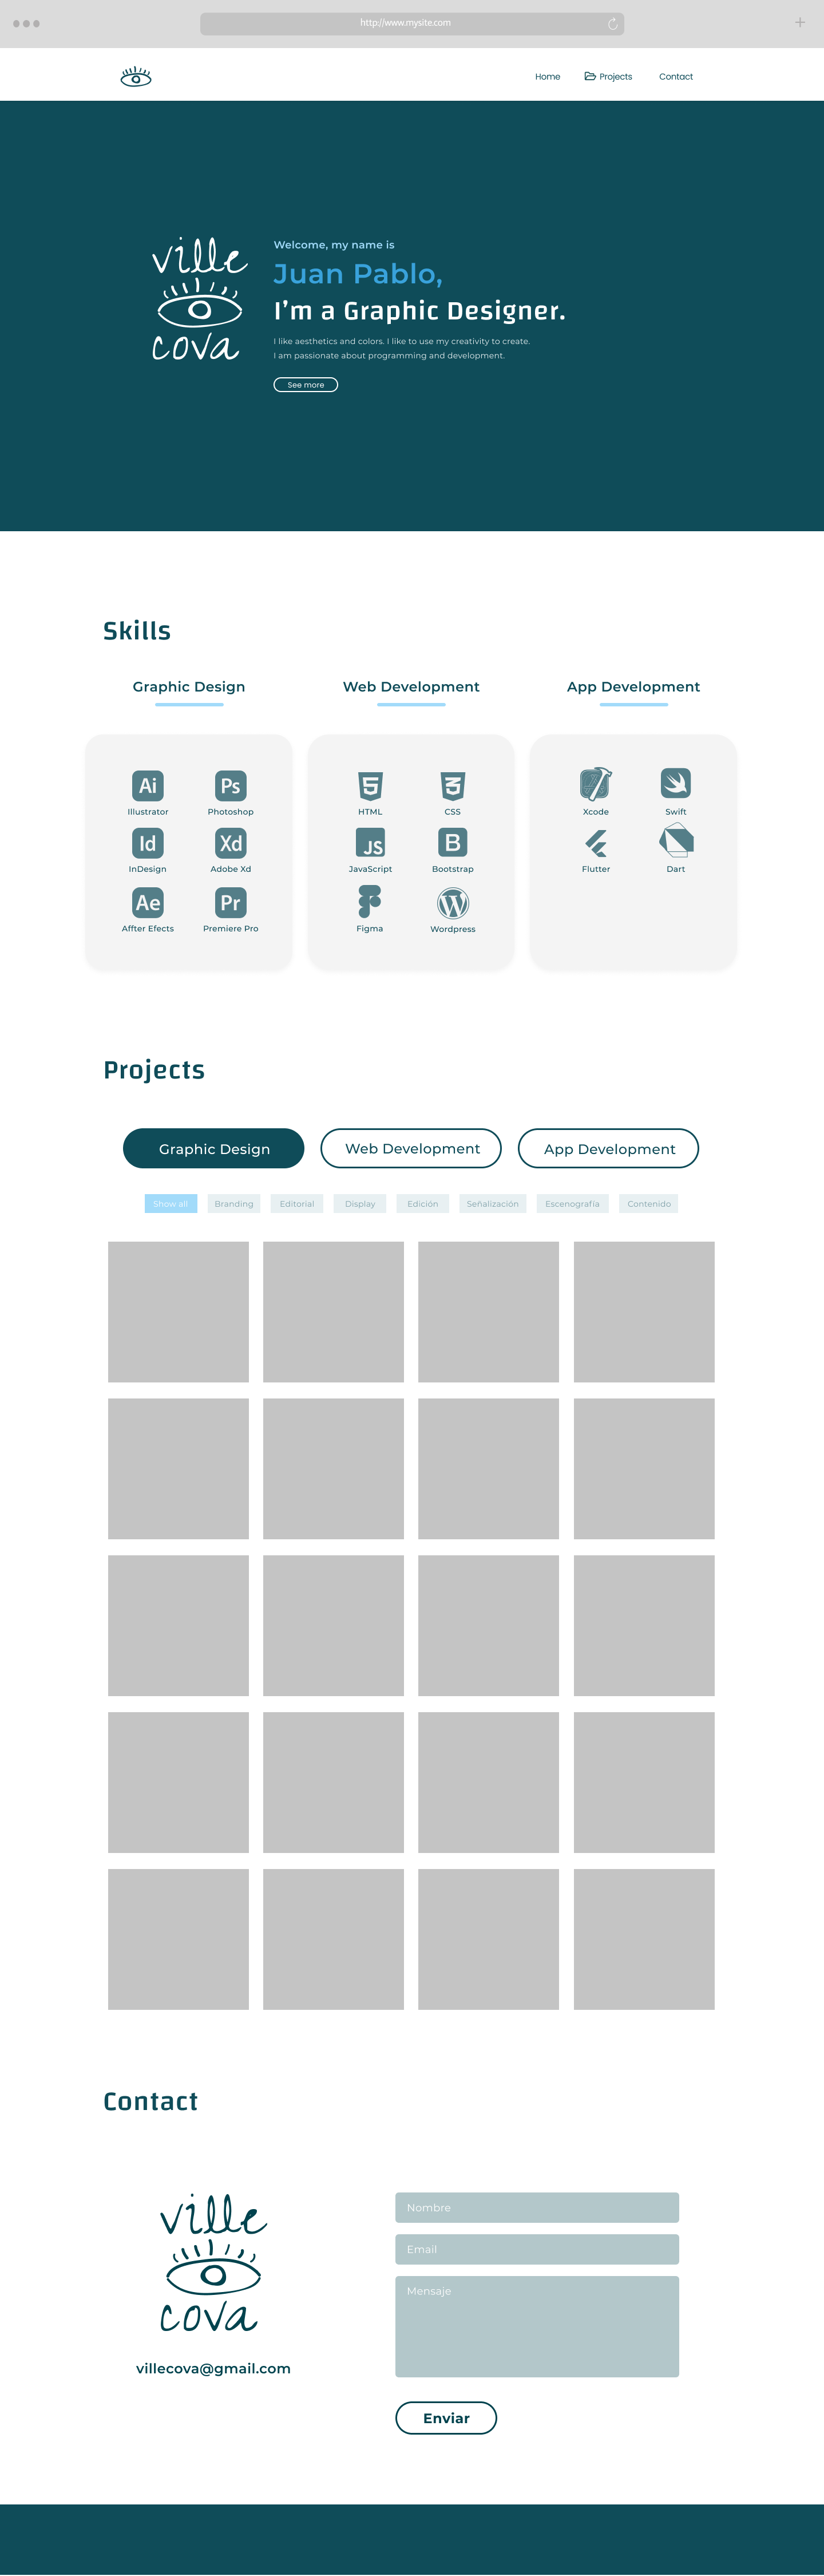 http://www.mysite.com
Home Projects Contact
ville
cova
Welcome, my name is
Juan Pablo,
I'm a Graphic Designer.
I like aesthetics and colors. I like to use my creativity to create.
I am passionate about programming and development.
See more
Skills
Graphic Design Web Development App Development
Ai Ps
Illustrator Photoshop
Id Xd
InDesign Adobe Xd
Ae Pr
Affter Efects Premiere Pro
5 3
HTML CSS
JS B
JavaScript Bootstrap
W
Figma Wordpress
Xcode Swift
Flutter Dart
Projects
Graphic Design Web Development App Development
Show all Branding Editorial Display Edición Señalización Escenografía Contenido
Contact
ville
cova
villecova@gmail.com
Nombre
Email
Mensaje
Enviar